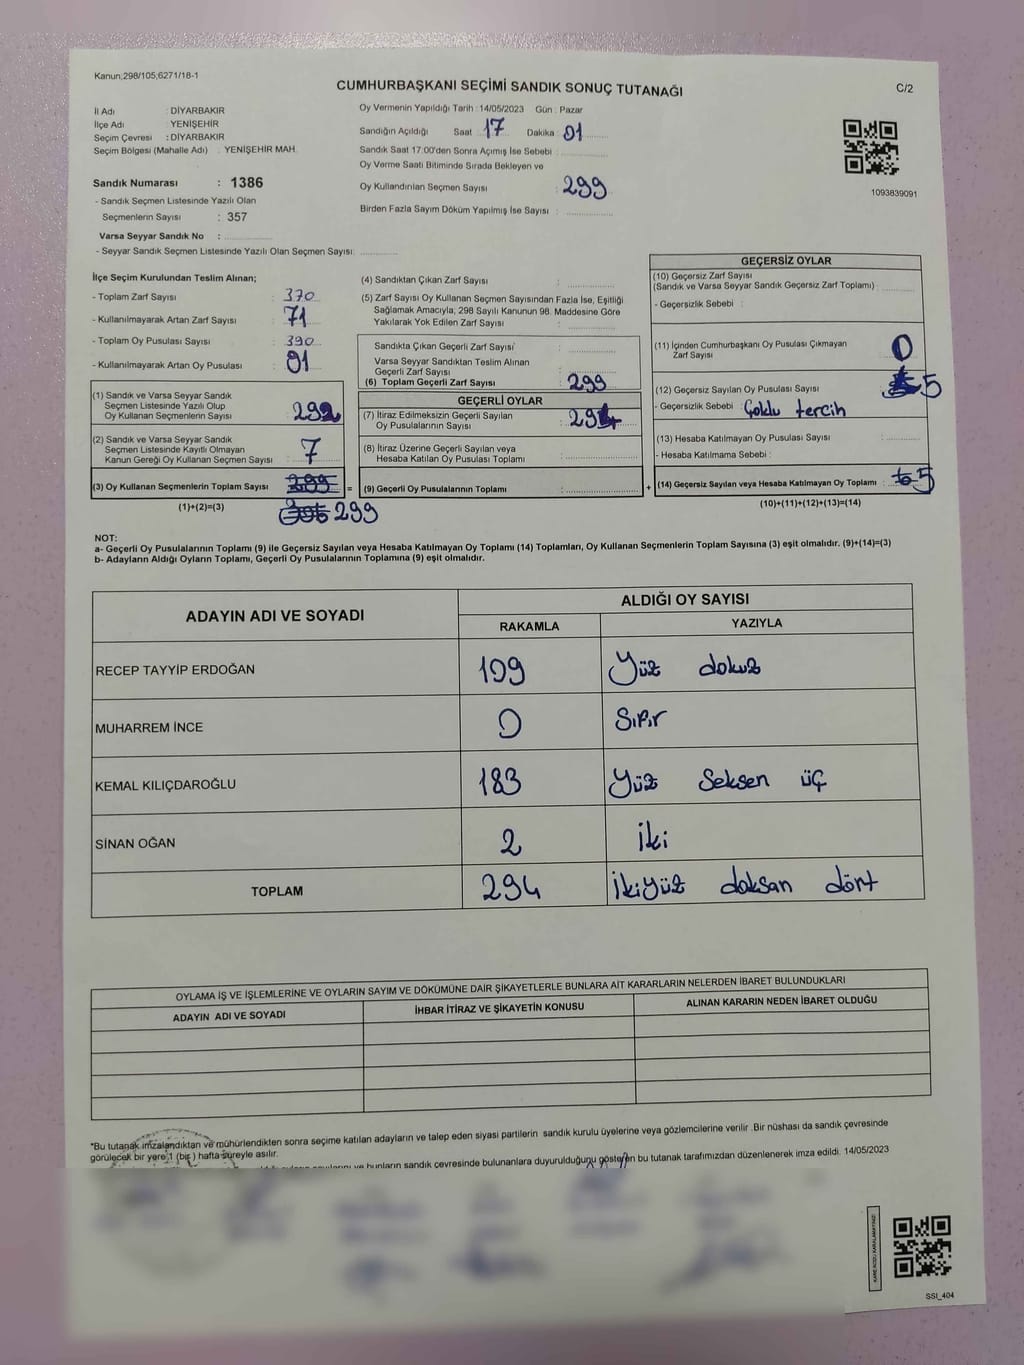 Kanun;298/105,6271/18-1
CUMHURBAŞKANI SEÇİMİ SANDIK SONUÇ TUTANAĞI
C/2
İl Adı : DİYARBAKIR
İlçe Adı : YENİŞEHİR
Seçim Çevresi : DİYARBAKIR
Seçim Bölgesi (Mahalle Adı) : YENİŞEHİR MAH.
Sandık Numarası : 1386
- Sandık Seçmen Listesinde Yazılı Olan
Seçmenlerin Sayısı : 357
Varsa Seyyar Sandık No :
- Seyyar Sandık Seçmen Listesinde Yazılı Olan Seçmen Sayısı:
Oy Vermenin Yapıldığı Tarih : 14/05/2023 Gün : Pazar
Sandığın Açıldığı Saat 17 Dakika : 01
Sandık Saat 17:00'den Sonra Açımış İse Sebebi :
Oy Verme Saati Bitiminde Sırada Bekleyen ve
Oy Kullandırılan Seçmen Sayısı : 299
Birden Fazla Sayım Döküm Yapılmış İse Sayısı :
1093839091
İlçe Seçim Kurulundan Teslim Alınan;
- Toplam Zarf Sayısı : 370
- Kullanılmayarak Artan Zarf Sayısı : 71
- Toplam Oy Pusulası Sayısı : 390
- Kullanılmayarak Artan Oy Pusulası : 91
(1) Sandık ve Varsa Seyyar Sandık
Seçmen Listesinde Yazılı Olup
Oy Kullanan Seçmenlerin Sayısı : 292
(2) Sandık ve Varsa Seyyar Sandık
Seçmen Listesinde Kayıtlı Olmayan
Kanun Gereği Oy Kullanan Seçmen Sayısı : 7
(3) Oy Kullanan Seçmenlerin Toplam Sayısı : 299 =
(1)+(2)=(3)
299
(4) Sandıktan Çıkan Zarf Sayısı :
(5) Zarf Sayısı Oy Kullanan Seçmen Sayısından Fazla İse, Eşitliği
Sağlamak Amacıyla, 298 Sayılı Kanunun 98. Maddesine Göre
Yakılarak Yok Edilen Zarf Sayısı :
Sandıkta Çıkan Geçerli Zarf Sayısı :
Varsa Seyyar Sandıktan Teslim Alınan
Geçerli Zarf Sayısı :
(6) Toplam Geçerli Zarf Sayısı : 299
GEÇERLİ OYLAR
(7) İtiraz Edilmeksizin Geçerli Sayılan
Oy Pusulalarının Sayısı : 294
(8) İtiraz Üzerine Geçerli Sayılan veya
Hesaba Katılan Oy Pusulası Toplamı :
(9) Geçerli Oy Pusulalarının Toplamı : +
GEÇERSİZ OYLAR
(10) Geçersiz Zarf Sayısı
(Sandık ve Varsa Seyyar Sandık Geçersiz Zarf Toplamı) :
- Geçersizlik Sebebi :
(11) İçinden Cumhurbaşkanı Oy Pusulası Çıkmayan
Zarf Sayısı : 0
(12) Geçersiz Sayılan Oy Pusulası Sayısı : 5
- Geçersizlik Sebebi : Çoklu tercih
(13) Hesaba Katılmayan Oy Pusulası Sayısı :
- Hesaba Katılmama Sebebi :
(14) Geçersiz Sayılan veya Hesaba Katılmayan Oy Toplamı : 5
(10)+(11)+(12)+(13)=(14)
NOT:
a- Geçerli Oy Pusulalarının Toplamı (9) ile Geçersiz Sayılan veya Hesaba Katılmayan Oy Toplamı (14) Toplamları, Oy Kullanan Seçmenlerin Toplam Sayısına (3) eşit olmalıdır. (9)+(14)=(3)
b- Adayların Aldığı Oyların Toplamı, Geçerli Oy Pusulalarının Toplamına (9) eşit olmalıdır.
ADAYIN ADI VE SOYADI
ALDIĞI OY SAYISI
RAKAMLA YAZIYLA
RECEP TAYYİP ERDOĞAN 109 Yüz dokuz
MUHARREM İNCE 0 Sıfır
KEMAL KILIÇDAROĞLU 183 Yüz Seksen üç
SİNAN OĞAN 2 İki
TOPLAM 294 İkiyüz doksan dört
OYLAMA İŞ VE İŞLEMLERİNE VE OYLARIN SAYIM VE DÖKÜMÜNE DAİR ŞİKAYETLERLE BUNLARA AİT KARARLARIN NELERDEN İBARET BULUNDUKLARI
ADAYIN ADI VE SOYADI İHBAR İTİRAZ VE ŞİKAYETİN KONUSU ALINAN KARARIN NEDEN İBARET OLDUĞU
*Bu tutanak imzalandıktan ve mühürlendikten sonra seçime katılan adayların ve talep eden siyasi partilerin sandık kurulu üyelerine veya gözlemcilerine verilir .Bir nüshası da sandık çevresinde
görülecek bir yere 1 (bir) hafta süreyle asılır.
ve bunların sandık çevresinde bulunanlara duyurulduğunu gösteren bu tutanak tarafımızdan düzenlenerek imza edildi. 14/05/2023
KARE KODU KARALAMAYINIZ!
SSI_404